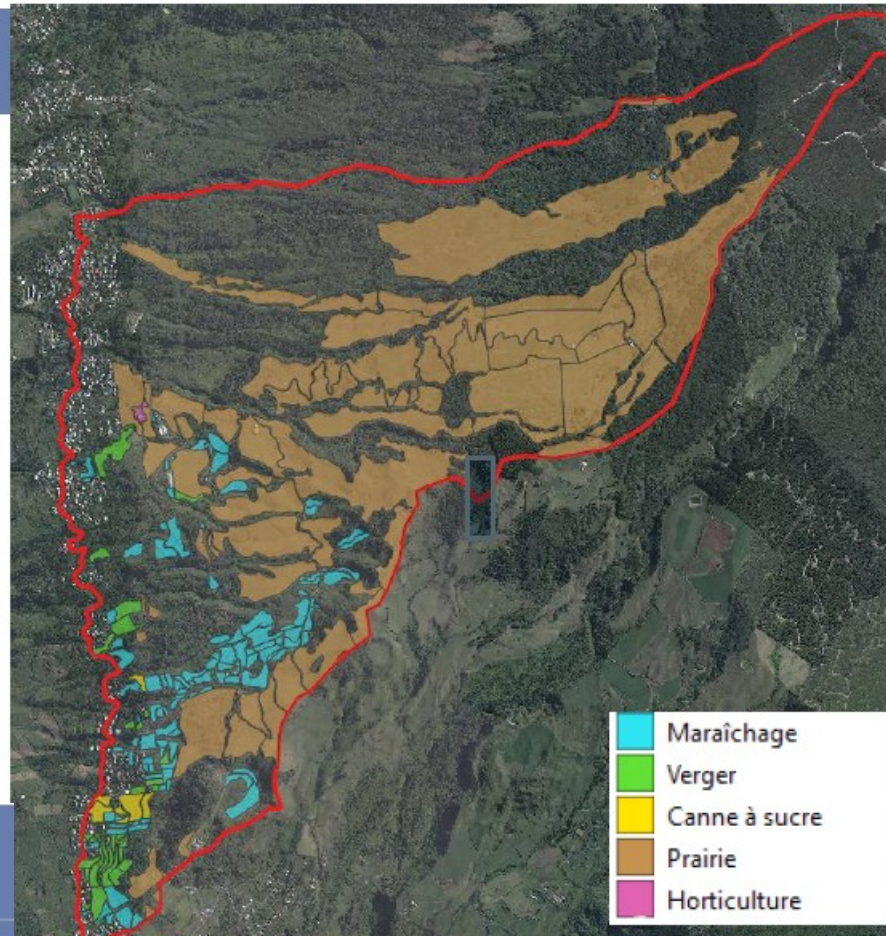 Maraîchage
Verger
Canne à sucre
Prairie
Horticulture